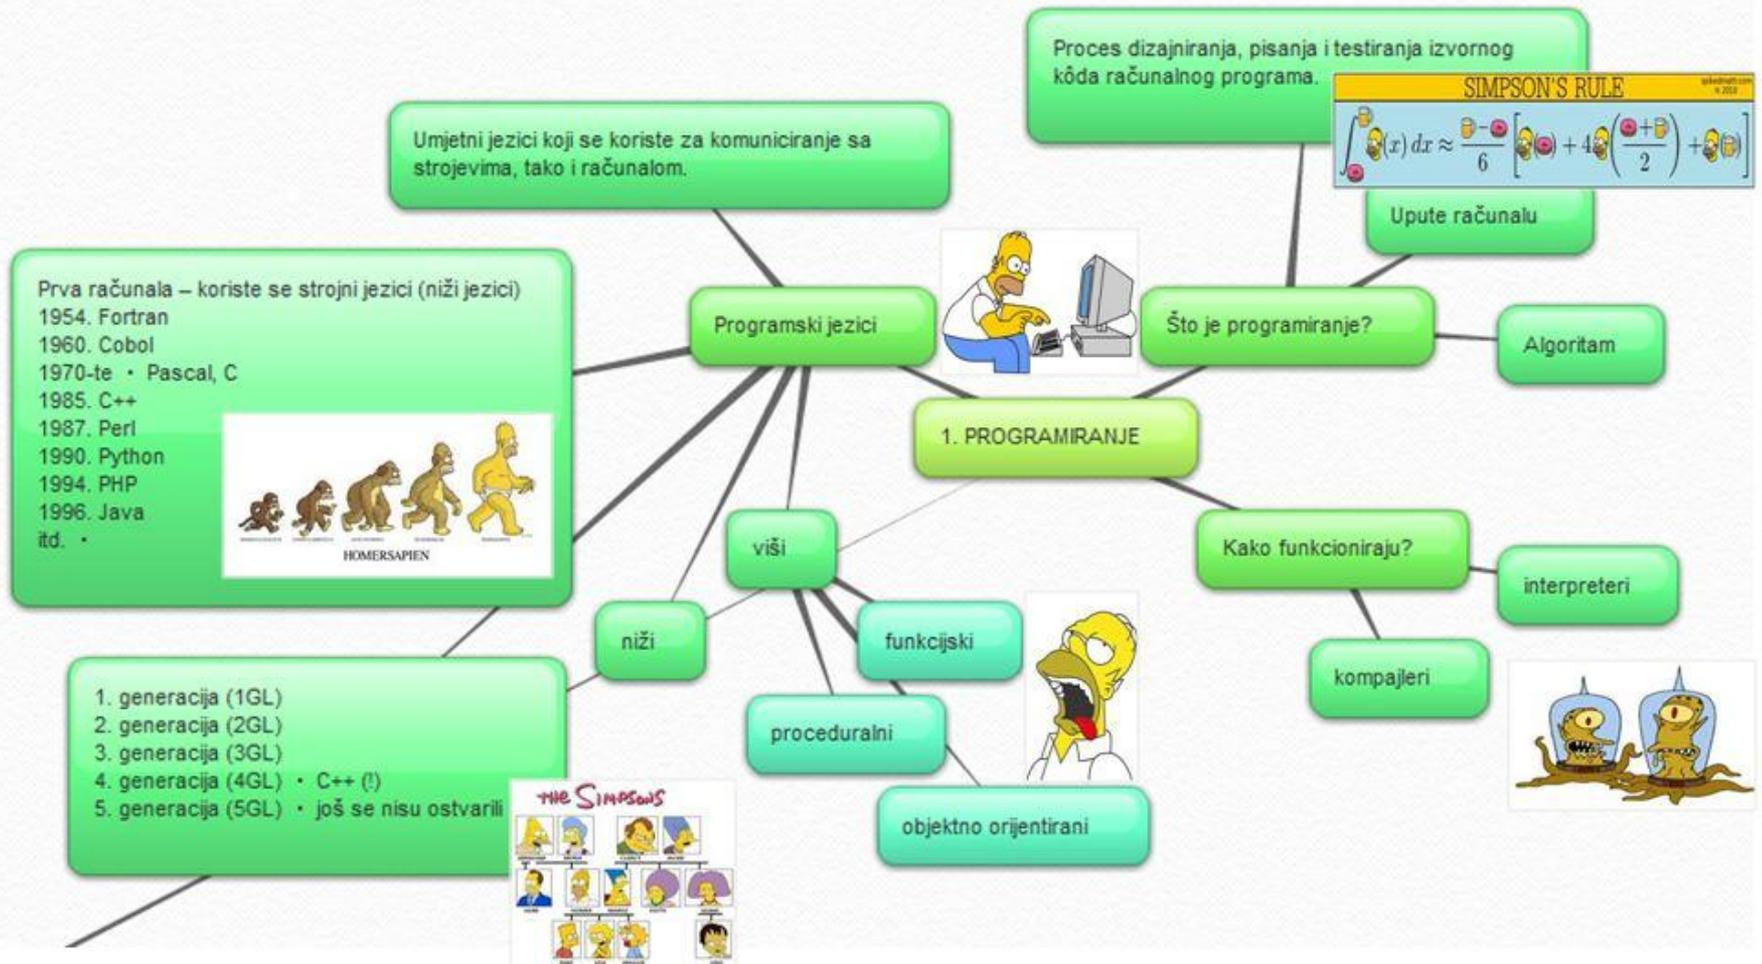 Proces dizajniranja, pisanja i testiranja izvornog
kôda računalnog programa.
SIMPSON'S RULE
(x) dx ≈ − / 6 [ ( ) + 4 ( + / 2 ) + ( ) ]
Umjetni jezici koji se koriste za komuniciranje sa
strojevima, tako i računalom.
Upute računalu
Prva računala – koriste se strojni jezici (niži jezici)
1954. Fortran
1960. Cobol
1970-te • Pascal, C
1985. C++
1987. Perl
1990. Python
1994. PHP
1996. Java
itd. •
HOMERSAPIEN
Programski jezici
Što je programiranje?
Algoritam
1. PROGRAMIRANJE
viši
Kako funkcioniraju?
interpreteri
niži
funkcijski
kompajleri
proceduralni
objektno orijentirani
1. generacija (1GL)
2. generacija (2GL)
3. generacija (3GL)
4. generacija (4GL) • C++ (!)
5. generacija (5GL) • još se nisu ostvarili
THE SIMPSONS